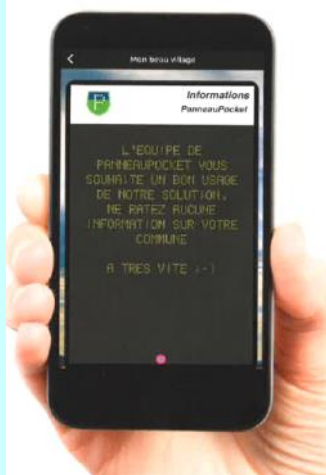 Mon beau village
P
Informations
PanneauPocket
L'EQUIPE DE
PANNEAUPOCKET VOUS
SOUHAITE UN BON USAGE
DE NOTRE SOLUTION.
NE RATEZ AUCUNE
INFORMATION SUR VOTRE
COMMUNE
A TRES VITE ;-)